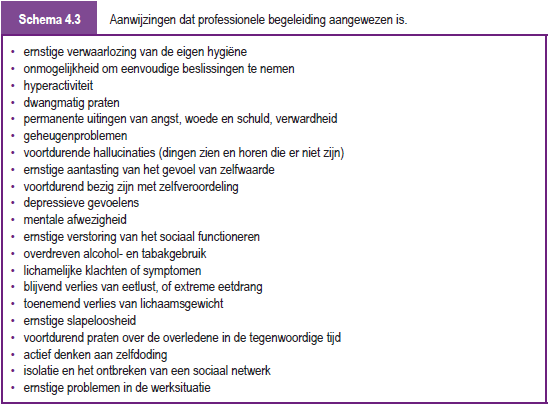 Schema 4.3 Aanwijzingen dat professionele begeleiding aangewezen is.
• ernstige verwaarlozing van de eigen hygiëne
• onmogelijkheid om eenvoudige beslissingen te nemen
• hyperactiviteit
• dwangmatig praten
• permanente uitingen van angst, woede en schuld, verwardheid
• geheugenproblemen
• voortdurende hallucinaties (dingen zien en horen die er niet zijn)
• ernstige aantasting van het gevoel van zelfwaarde
• voortdurend bezig zijn met zelfveroordeling
• depressieve gevoelens
• mentale afwezigheid
• ernstige verstoring van het sociaal functioneren
• overdreven alcohol- en tabakgebruik
• lichamelijke klachten of symptomen
• blijvend verlies van eetlust, of extreme eetdrang
• toenemend verlies van lichaamsgewicht
• ernstige slapeloosheid
• voortdurend praten over de overledene in de tegenwoordige tijd
• actief denken aan zelfdoding
• isolatie en het ontbreken van een sociaal netwerk
• ernstige problemen in de werksituatie